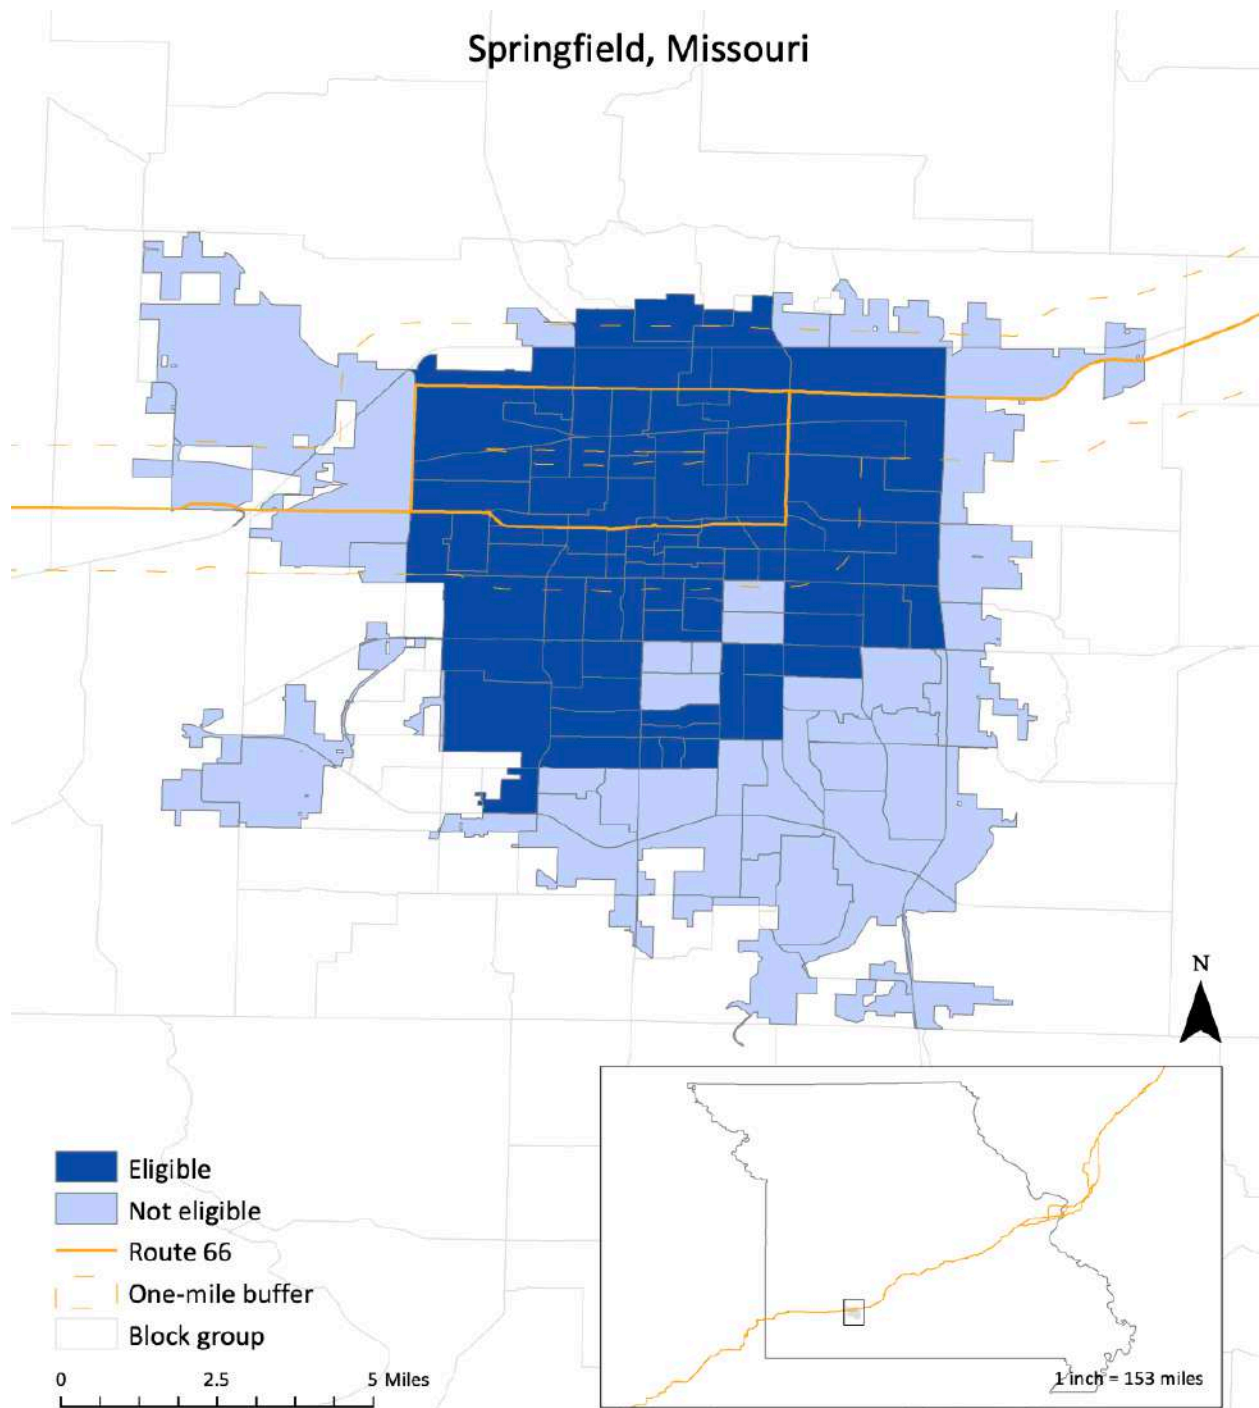 Springfield, Missouri
N
Eligible
Not eligible
Route 66
One-mile buffer
Block group
0 2.5 5 Miles
1 inch = 153 miles